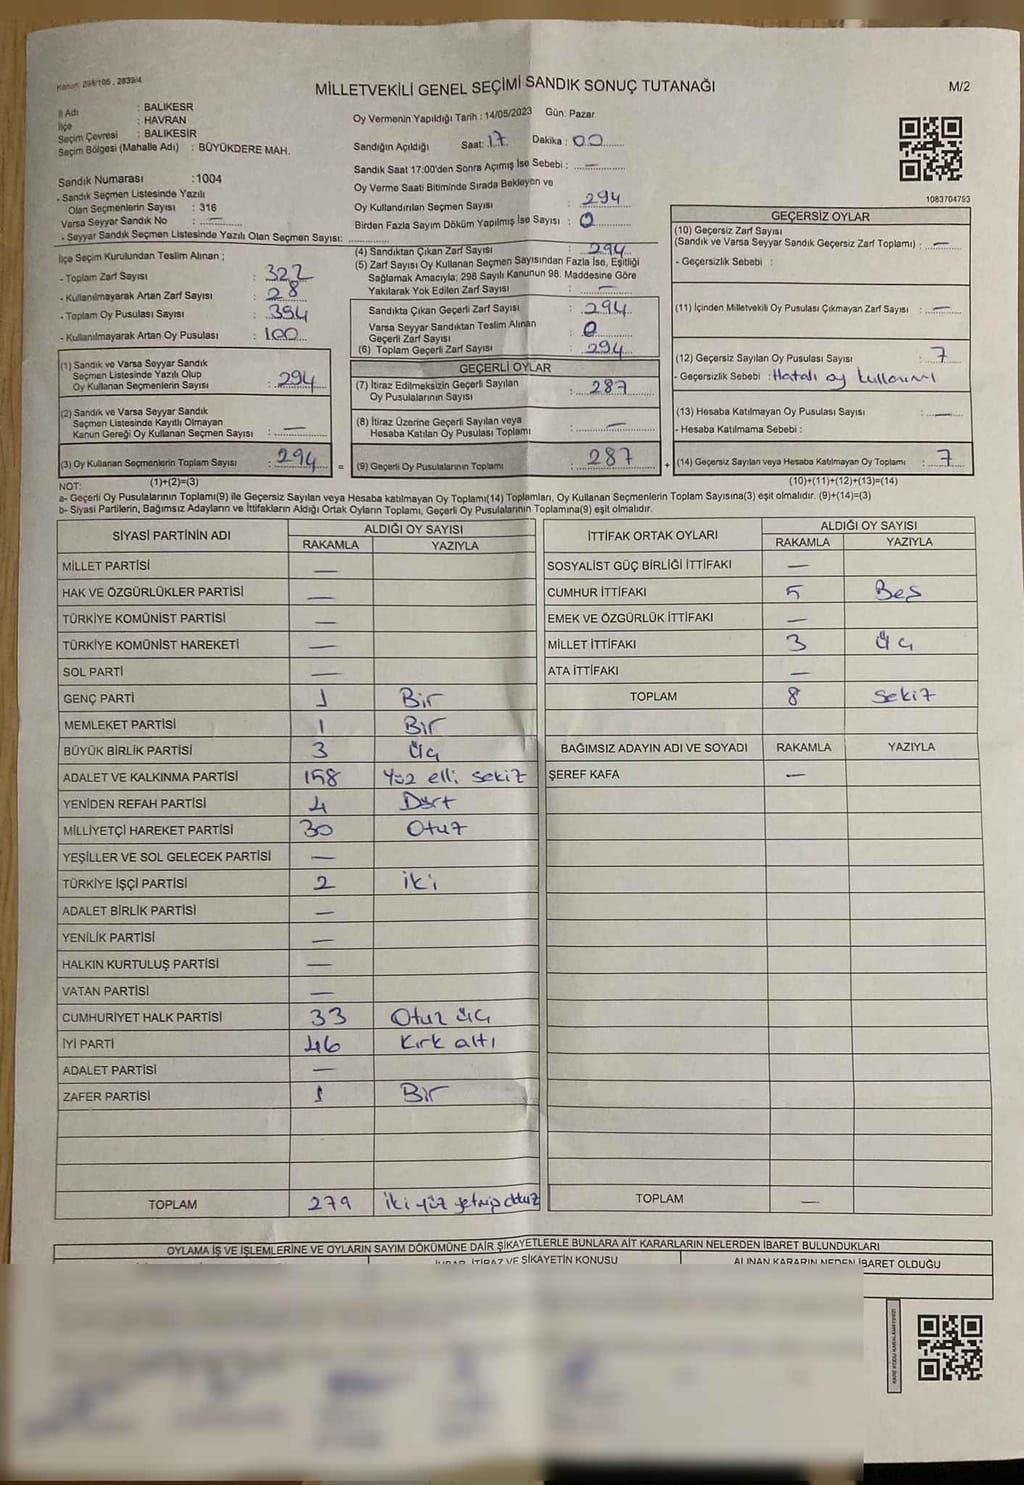 Kanun: 298/105 , 2839/4
MİLLETVEKİLİ GENEL SEÇİMİ SANDIK SONUÇ TUTANAĞI
M/2
İl Adı : BALIKESR
İlçe : HAVRAN
Seçim Çevresi : BALIKESİR
Seçim Bölgesi (Mahalle Adı) : BÜYÜKDERE MAH.
Sandık Numarası :1004
- Sandık Seçmen Listesinde Yazılı
Olan Seçmenlerin Sayısı : 316
Varsa Seyyar Sandık No : —
- Seyyar Sandık Seçmen Listesinde Yazılı Olan Seçmen Sayısı:
Oy Vermenin Yapıldığı Tarih : 14/05/2023 Gün: Pazar
Sandığın Açıldığı Saat: 17 Dakika : 00
Sandık Saat 17:00'den Sonra Açımış İse Sebebi : —
Oy Verme Saati Bitiminde Sırada Bekleyen ve
Oy Kullandırılan Seçmen Sayısı : 294
Birden Fazla Sayım Döküm Yapılmış İse Sayısı : 0
1083704793
İlçe Seçim Kurulundan Teslim Alınan ;
- Toplam Zarf Sayısı : 322
- Kullanılmayarak Artan Zarf Sayısı : 28
- Toplam Oy Pusulası Sayısı : 394
- Kullanılmayarak Artan Oy Pusulası : 100
(1) Sandık ve Varsa Seyyar Sandık
Seçmen Listesinde Yazılı Olup
Oy Kullanan Seçmenlerin Sayısı : 294
(2) Sandık ve Varsa Seyyar Sandık
Seçmen Listesinde Kayıtlı Olmayan
Kanun Gereği Oy Kullanan Seçmen Sayısı : —
(3) Oy Kullanan Seçmenlerin Toplam Sayısı : 294
(1)+(2)=(3)
(4) Sandıktan Çıkan Zarf Sayısı : 294
(5) Zarf Sayısı Oy Kullanan Seçmen Sayısından Fazla İse, Eşitliği
Sağlamak Amacıyla; 298 Sayılı Kanunun 98. Maddesine Göre
Yakılarak Yok Edilen Zarf Sayısı : —
Sandıkta Çıkan Geçerli Zarf Sayısı : 294
Varsa Seyyar Sandıktan Teslim Alınan
Geçerli Zarf Sayısı : 0
(6) Toplam Geçerli Zarf Sayısı : 294
GEÇERLİ OYLAR
(7) İtiraz Edilmeksizin Geçerli Sayılan
Oy Pusulalarının Sayısı : 287
(8) İtiraz Üzerine Geçerli Sayılan veya
Hesaba Katılan Oy Pusulası Toplamı : —
= (9) Geçerli Oy Pusulalarının Toplamı : 287
GEÇERSİZ OYLAR
(10) Geçersiz Zarf Sayısı
(Sandık ve Varsa Seyyar Sandık Geçersiz Zarf Toplamı) : —
- Geçersizlik Sebebi :
(11) İçinden Milletvekili Oy Pusulası Çıkmayan Zarf Sayısı : —
(12) Geçersiz Sayılan Oy Pusulası Sayısı : 7
- Geçersizlik Sebebi : Hatalı oy kullanımı
(13) Hesaba Katılmayan Oy Pusulası Sayısı : —
- Hesaba Katılmama Sebebi :
+ (14) Geçersiz Sayılan veya Hesaba Katılmayan Oy Toplamı : 7
(10)+(11)+(12)+(13)=(14)
NOT:
a- Geçerli Oy Pusulalarının Toplamı(9) ile Geçersiz Sayılan veya Hesaba katılmayan Oy Toplamı(14) Toplamları, Oy Kullanan Seçmenlerin Toplam Sayısına(3) eşit olmalıdır. (9)+(14)=(3)
b- Siyasi Partilerin, Bağımsız Adayların ve İttifakların Aldığı Ortak Oyların Toplamı, Geçerli Oy Pusulalarının Toplamına(9) eşit olmalıdır.
SİYASİ PARTİNİN ADI ALDIĞI OY SAYISI
RAKAMLA YAZIYLA
MİLLET PARTİSİ —
HAK VE ÖZGÜRLÜKLER PARTİSİ —
TÜRKİYE KOMÜNİST PARTİSİ —
TÜRKİYE KOMÜNİST HAREKETİ —
SOL PARTİ —
GENÇ PARTİ 1 Bir
MEMLEKET PARTİSİ 1 Bir
BÜYÜK BİRLİK PARTİSİ 3 Üç
ADALET VE KALKINMA PARTİSİ 158 Yüz elli sekiz
YENİDEN REFAH PARTİSİ 4 Dört
MİLLİYETÇİ HAREKET PARTİSİ 30 Otuz
YEŞİLLER VE SOL GELECEK PARTİSİ —
TÜRKİYE İŞÇİ PARTİSİ 2 iki
ADALET BİRLİK PARTİSİ —
YENİLİK PARTİSİ —
HALKIN KURTULUŞ PARTİSİ —
VATAN PARTİSİ —
CUMHURİYET HALK PARTİSİ 33 Otuz üç
İYİ PARTİ 46 Kırk altı
ADALET PARTİSİ —
ZAFER PARTİSİ 1 Bir
TOPLAM 279 iki yüz
İTTİFAK ORTAK OYLARI ALDIĞI OY SAYISI
RAKAMLA YAZIYLA
SOSYALİST GÜÇ BİRLİĞİ İTTİFAKI —
CUMHUR İTTİFAKI 5 Beş
EMEK VE ÖZGÜRLÜK İTTİFAKI —
MİLLET İTTİFAKI 3 üç
ATA İTTİFAKI —
TOPLAM 8 sekiz
BAĞIMSIZ ADAYIN ADI VE SOYADI RAKAMLA YAZIYLA
ŞEREF KAFA —
TOPLAM —
OYLAMA İŞ VE İŞLEMLERİNE VE OYLARIN SAYIM DÖKÜMÜNE DAİR ŞİKAYETLERLE BUNLARA AİT KARARLARIN NELERDEN İBARET BULUNDUKLARI
İTİRAZ VE ŞİKAYETİN KONUSU
ALINAN KARARIN NEDEN İBARET OLDUĞU